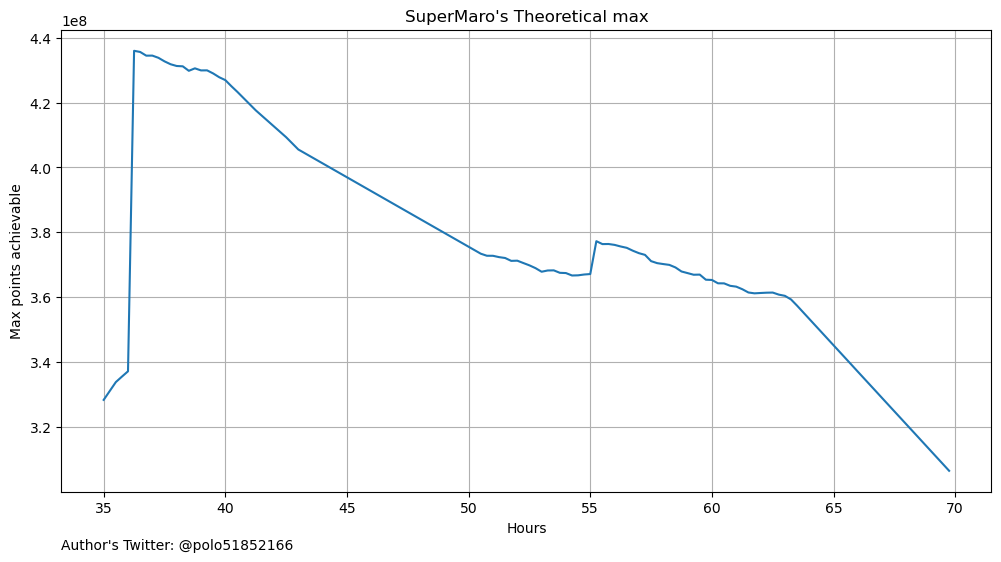 SuperMaro's Theoretical max
1e8
4.4
4.2
4.0
3.8
3.6
3.4
3.2
Max points achievable
35 40 45 50 55 60 65 70
Hours
Author's Twitter: @polo51852166